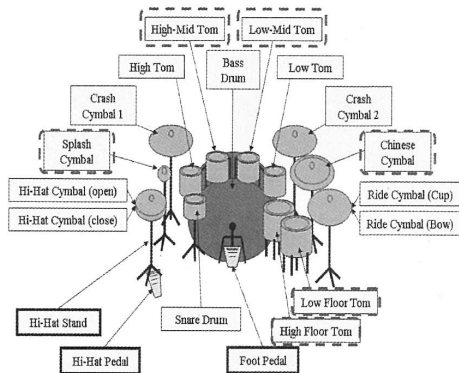 High-Mid Tom
Low-Mid Tom
High Tom
Bass
Drum
Low Tom
Crash
Cymbal 1
Crash
Cymbal 2
Splash
Cymbal
Chinese
Cymbal
Hi-Hat Cymbal (open)
Ride Cymbal (Cup)
Hi-Hat Cymbal (close)
Ride Cymbal (Bow)
Low Floor Tom
Hi-Hat Stand
Snare Drum
High Floor Tom
Hi-Hat Pedal
Foot Pedal